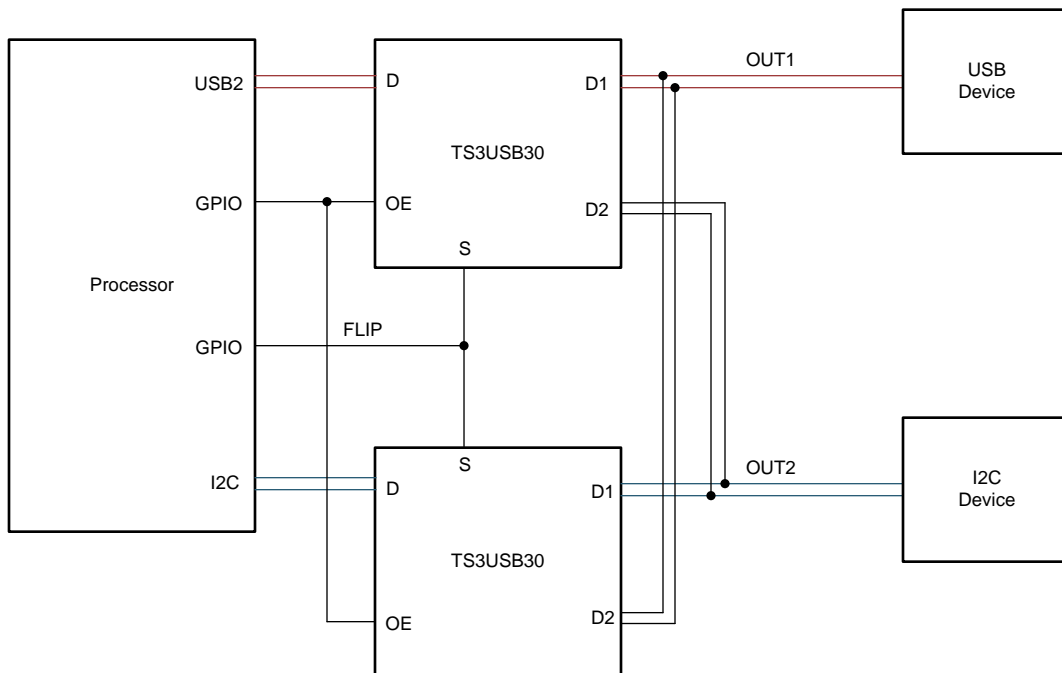 USB2
GPIO
Processor
GPIO
FLIP
I2C
D
D1
TS3USB30
OE
D2
S
OUT1
USB
Device
S
D
D1
TS3USB30
OE
D2
OUT2
I2C
Device